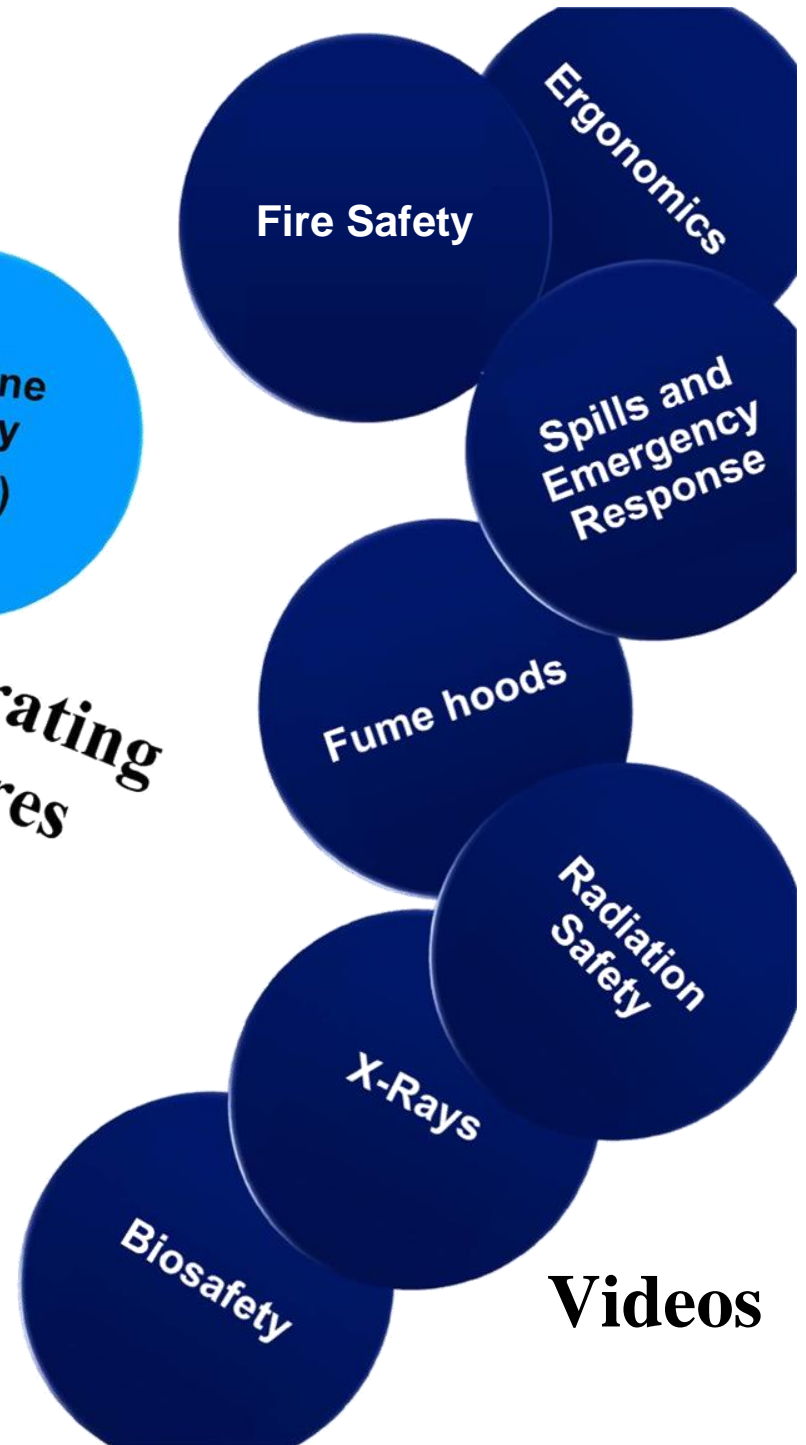 Ergonomics
Fire Safety
Spills and
Emergency
Response
Fume hoods
Radiation
Safety
X-Rays
Biosafety
Videos